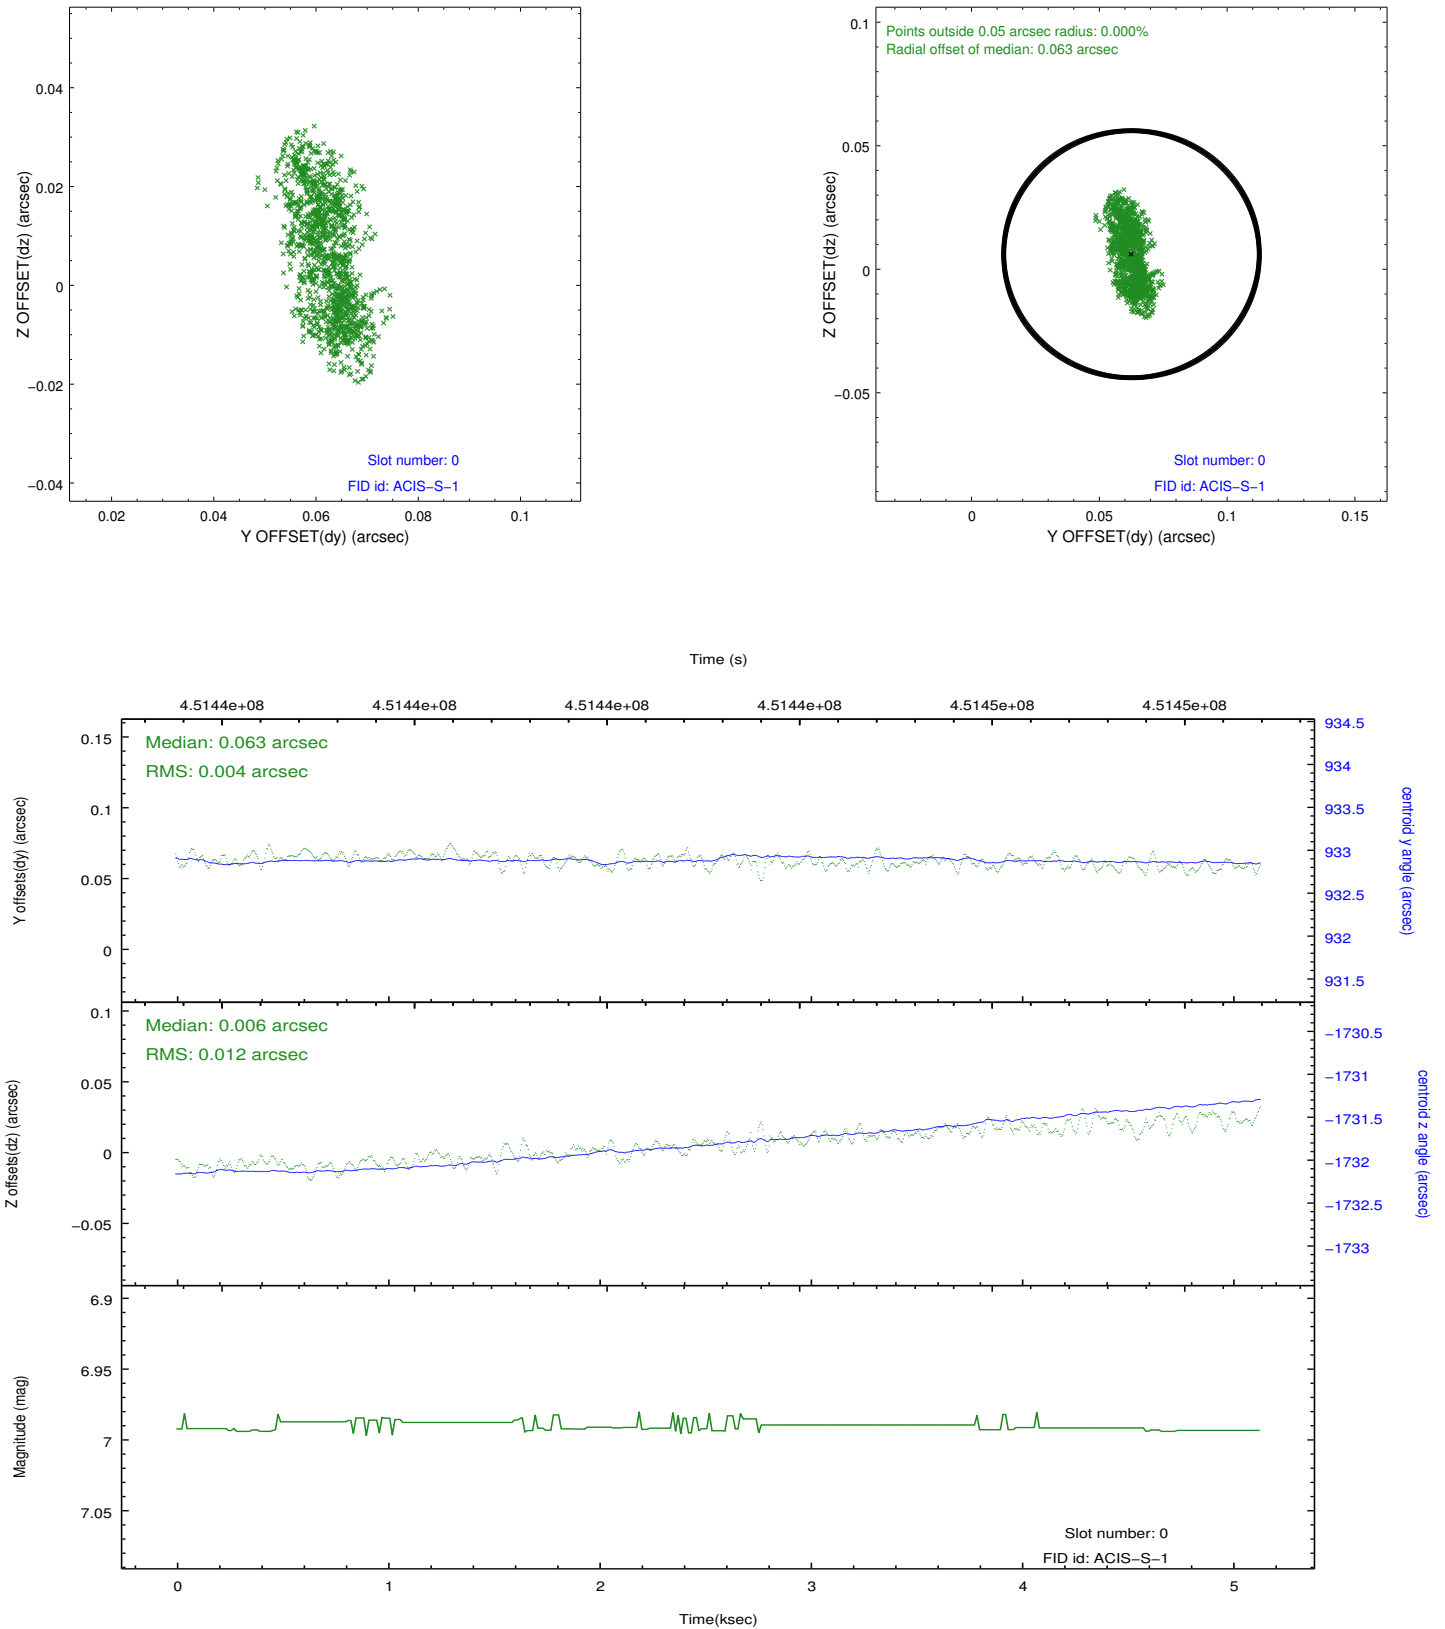 0.04
0.02
0
−0.02
−0.04
Z OFFSET(dz) (arcsec)
Slot number: 0
FID id: ACIS−S−1
0.02 0.04 0.06 0.08 0.1
Y OFFSET(dy) (arcsec)
Points outside 0.05 arcsec radius: 0.000%
Radial offset of median: 0.063 arcsec
0.1
0.05
0
−0.05
Z OFFSET(dz) (arcsec)
Slot number: 0
FID id: ACIS−S−1
0 0.05 0.1 0.15
Y OFFSET(dy) (arcsec)
Time (s)
4.5144e+08 4.5144e+08 4.5144e+08 4.5144e+08 4.5145e+08 4.5145e+08
Median: 0.063 arcsec
RMS: 0.004 arcsec
0.15
0.1
0.05
0
Y offsets(dy) (arcsec)
934.5
934
933.5
933
932.5
932
931.5
centroid y angle (arcsec)
Median: 0.006 arcsec
RMS: 0.012 arcsec
0.1
0.05
0
−0.05
Z offsets(dz) (arcsec)
−1730.5
−1731
−1731.5
−1732
−1732.5
−1733
centroid z angle (arcsec)
6.9
6.95
7
7.05
Magnitude (mag)
Slot number: 0
FID id: ACIS−S−1
0 1 2 3 4 5
Time(ksec)